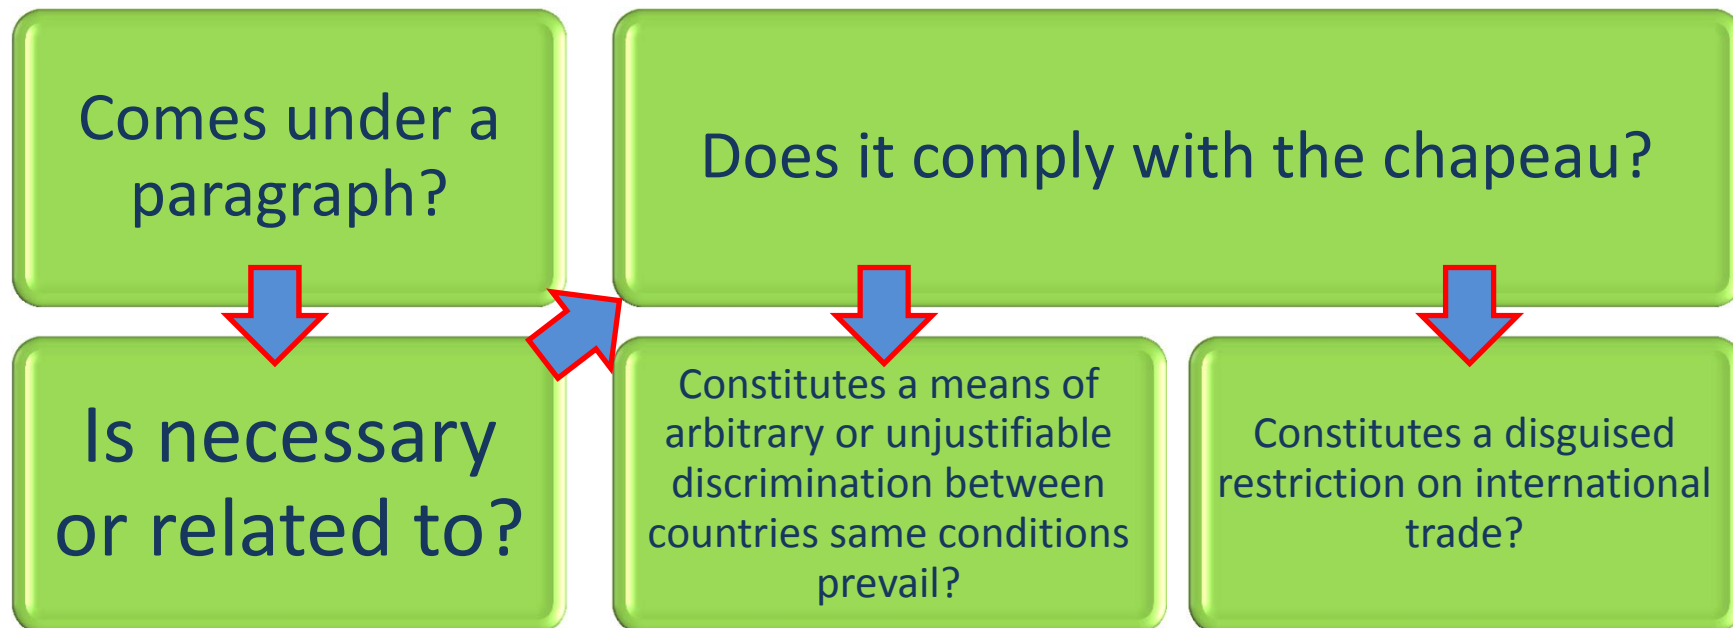 Comes under a
paragraph?
Does it comply with the chapeau?
Is necessary
or related to?
Constitutes a means of
arbitrary or unjustifiable
discrimination between
countries same conditions
prevail?
Constitutes a disguised
restriction on international
trade?